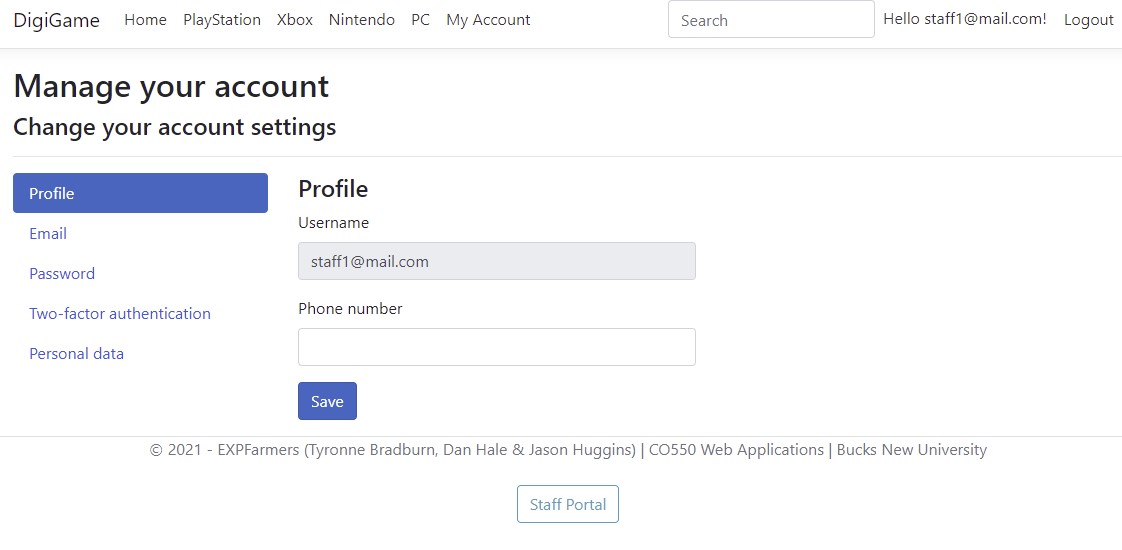 DigiGame Home PlayStation Xbox Nintendo PC My Account Search Hello staff1@mail.com! Logout
Manage your account
Change your account settings
Profile
Email
Password
Two-factor authentication
Personal data
Profile
Username
staff1@mail.com
Phone number
Save
© 2021 - EXPFarmers (Tyronne Bradburn, Dan Hale & Jason Huggins) | CO550 Web Applications | Bucks New University
Staff Portal